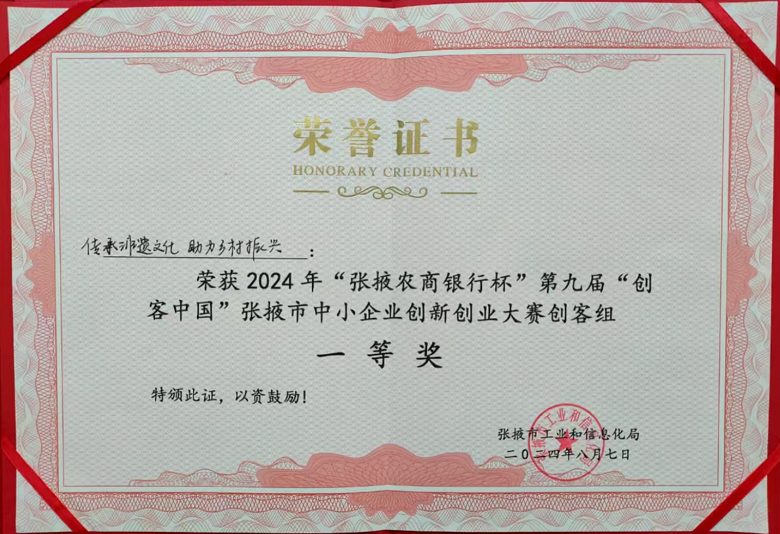 荣誉证书
HONORARY CREDENTIAL
传承非遗文化 助力乡村振兴：
荣获2024年“张掖农商银行杯”第九届“创
客中国”张掖市中小企业创新创业大赛创客组
一等奖
特颁此证，以资鼓励！
张掖市工业和信息化局
二〇二四年八月七日